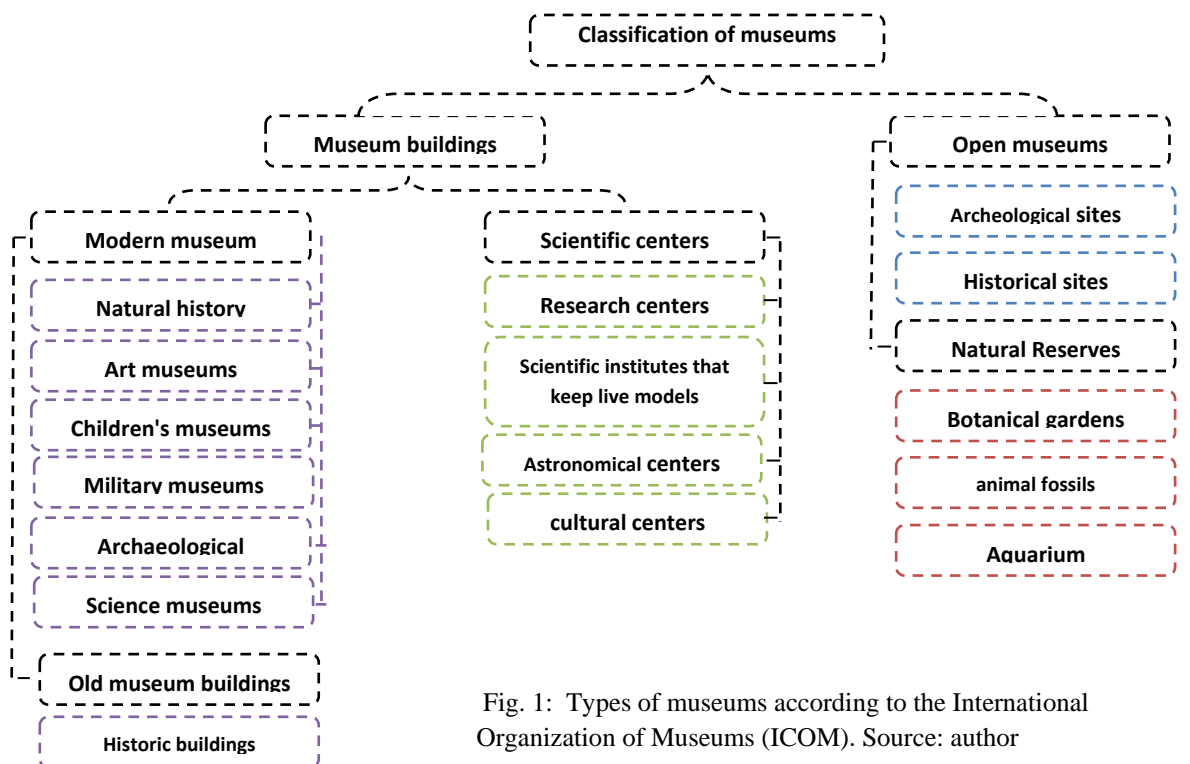 Classification of museums
Museum buildings
Open museums
Modern museum
Natural history
Art museums
Children's museums
Military museums
Archaeological
Science museums
Old museum buildings
Historic buildings
Scientific centers
Research centers
Scientific institutes that
keep live models
Astronomical centers
cultural centers
Archeological sites
Historical sites
Natural Reserves
Botanical gardens
animal fossils
Aquarium
Fig. 1: Types of museums according to the International
Organization of Museums (ICOM). Source: author